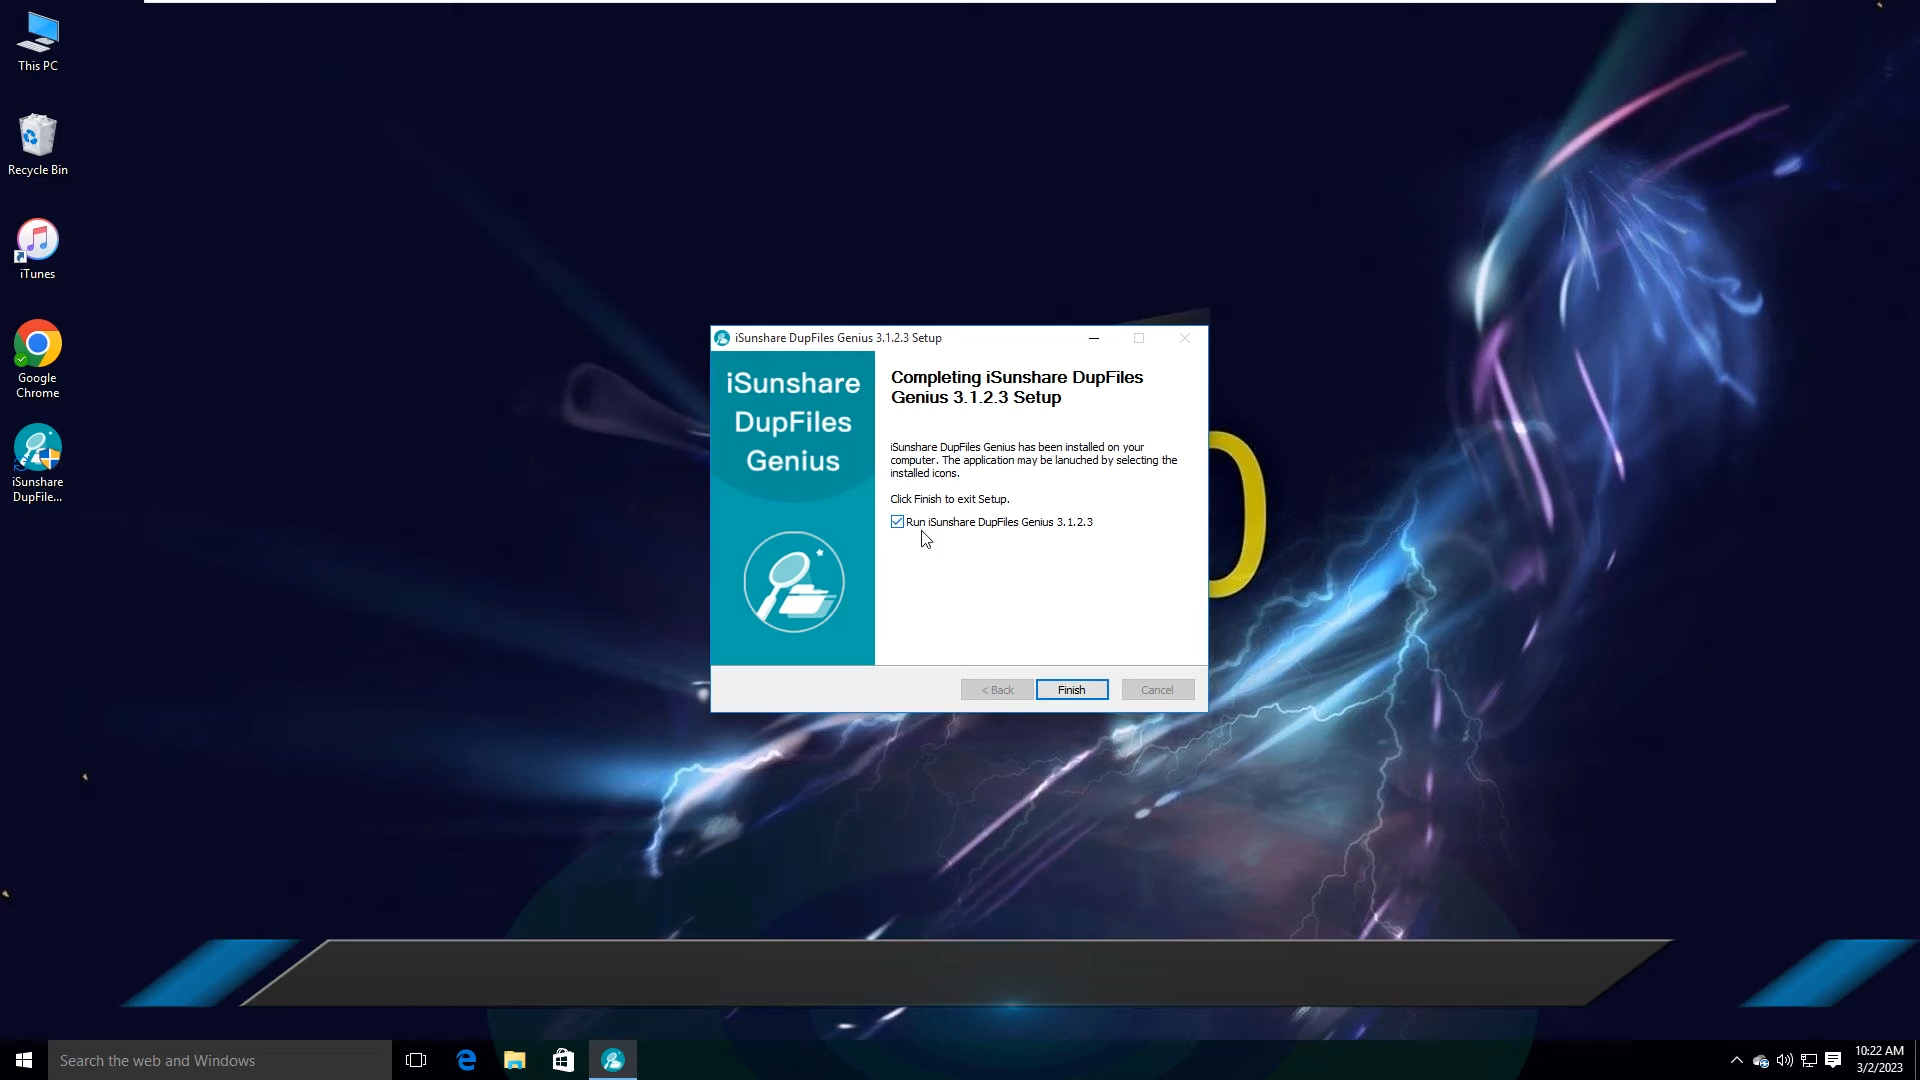 This PC
Recycle Bin
iTunes
Google
Chrome
iSunshare
DupFile...
iSunshare DupFiles Genius 3.1.2.3 Setup
iSunshare
DupFiles
Genius
Completing iSunshare DupFiles
Genius 3.1.2.3 Setup
iSunshare DupFiles Genius has been installed on your
computer. The application may be lanuched by selecting the
installed icons.
Click Finish to exit Setup.
Run iSunshare DupFiles Genius 3.1.2.3
< Back
Finish
Cancel
Search the web and Windows
10:22 AM
3/2/2023